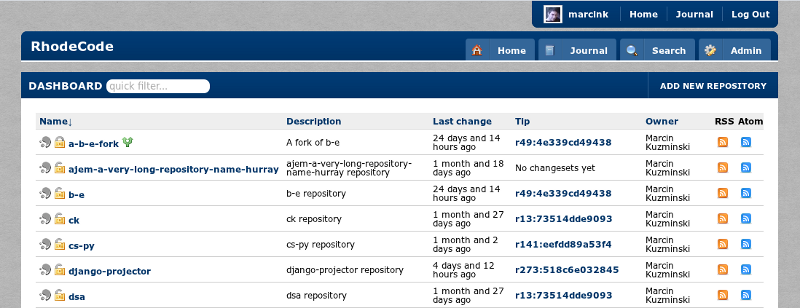 marcink Home Journal Log Out
RhodeCode Home Journal Search Admin
DASHBOARD quick filter... ADD NEW REPOSITORY
Name↓ Description Last change Tip Owner RSS Atom
a-b-e-fork A fork of b-e 24 days and 14 hours ago r49:4e339cd49438 Marcin Kuzminski
ajem-a-very-long-repository-name-hurray ajem-a-very-long-repository-name-hurray repository 1 month and 18 days ago No changesets yet Marcin Kuzminski
b-e b-e repository 24 days and 14 hours ago r49:4e339cd49438 Marcin Kuzminski
ck ck repository 1 month and 27 days ago r13:73514dde9093 Marcin Kuzminski
cs-py cs-py repository 1 month and 2 days ago r141:eefdd89a53f4 Marcin Kuzminski
django-projector django-projector repository 4 days and 12 hours ago r273:518c6e032845 Marcin Kuzminski
dsa dsa repository 1 month and 27 days ago r13:73514dde9093 Marcin Kuzminski